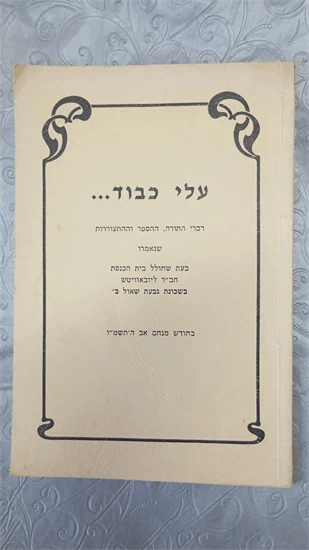 עלי כבוד...
דברי התורה, ההספד וההתעוררות
שנאמרו
בעת שחולל בית הכנסת
חב"ד ליובאוויטש
בשכונת גבעת שאול ב'
בחודש מנחם אב ה'תשמ"ו